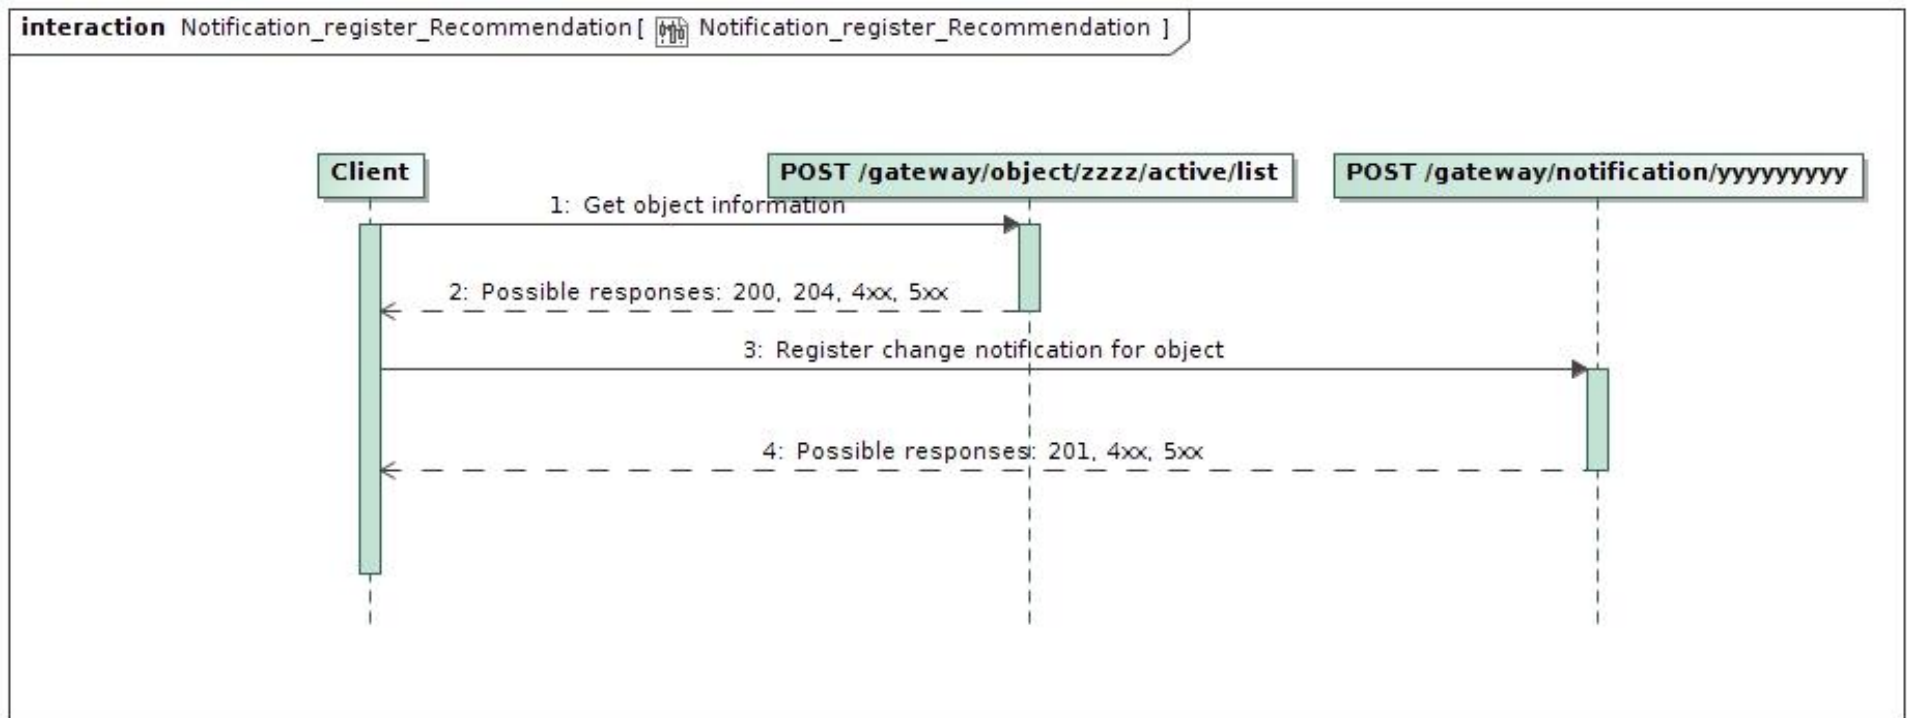 interaction Notification_register_Recommendation[ Notification_register_Recommendation ]
Client
POST /gateway/object/zzzz/active/list
POST /gateway/notification/yyyyyyyyy
1: Get object information
2: Possible responses: 200, 204, 4xx, 5xx
3: Register change notification for object
4: Possible responses: 201, 4xx, 5xx